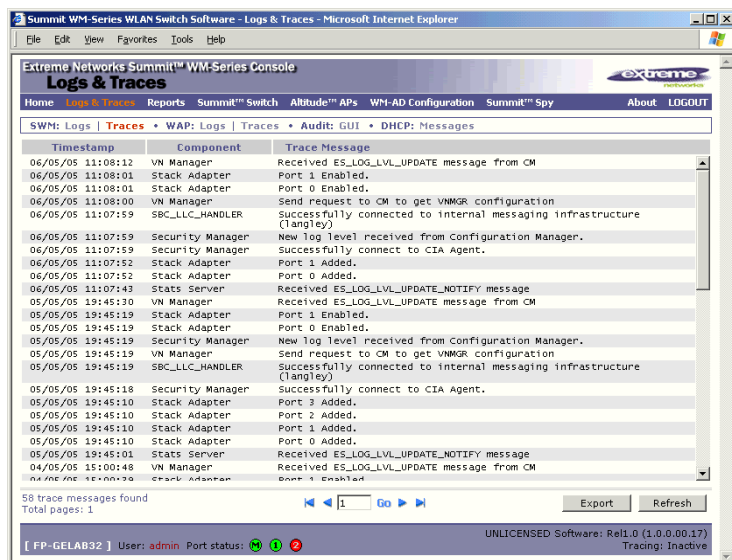 Summit WM-Series WLAN Switch Software - Logs & Traces - Microsoft Internet Explorer
File Edit View Favorites Tools Help
Extreme Networks Summit™ WM-Series Console
Logs & Traces
extreme networks
Home Logs & Traces Reports Summit™ Switch Altitude™ APs WM-AD Configuration Summit™ Spy About LOGOUT
SWM: Logs | Traces • WAP: Logs | Traces • Audit: GUI • DHCP: Messages
Timestamp Component Trace Message
06/05/05 11:08:12 VN Manager Received ES_LOG_LVL_UPDATE message from CM
06/05/05 11:08:01 Stack Adapter Port 1 Enabled.
06/05/05 11:08:01 Stack Adapter Port 0 Enabled.
06/05/05 11:08:00 VN Manager Send request to CM to get VNMGR configuration
06/05/05 11:07:59 SBC_LLC_HANDLER Successfully connected to internal messaging infrastructure
(langley)
06/05/05 11:07:59 Security Manager New log level received from Configuration Manager.
06/05/05 11:07:59 Security Manager Successfully connect to CIA Agent.
06/05/05 11:07:52 Stack Adapter Port 1 Added.
06/05/05 11:07:52 Stack Adapter Port 0 Added.
06/05/05 11:07:43 Stats Server Received ES_LOG_LVL_UPDATE_NOTIFY message
05/05/05 19:45:30 VN Manager Received ES_LOG_LVL_UPDATE message from CM
05/05/05 19:45:19 Stack Adapter Port 1 Enabled.
05/05/05 19:45:19 Stack Adapter Port 0 Enabled.
05/05/05 19:45:19 Security Manager New log level received from Configuration Manager.
05/05/05 19:45:19 VN Manager Send request to CM to get VNMGR configuration
05/05/05 19:45:19 SBC_LLC_HANDLER Successfully connected to internal messaging infrastructure
(langley)
05/05/05 19:45:18 Security Manager Successfully connect to CIA Agent.
05/05/05 19:45:10 Stack Adapter Port 3 Added.
05/05/05 19:45:10 Stack Adapter Port 2 Added.
05/05/05 19:45:10 Stack Adapter Port 1 Added.
05/05/05 19:45:10 Stack Adapter Port 0 Added.
05/05/05 19:45:01 Stats Server Received ES_LOG_LVL_UPDATE_NOTIFY message
04/05/05 15:00:48 VN Manager Received ES_LOG_LVL_UPDATE message from CM
04/05/05 15:00:39 Stack Adapter Port 1 Enabled
58 trace messages found
Total pages: 1
1 Go
Export Refresh
UNLICENSED Software: Rel1.0 (1.0.0.00.17)
[ FP-GELAB32 ] User: admin Port status: M 1 2 Tracing: Inactive